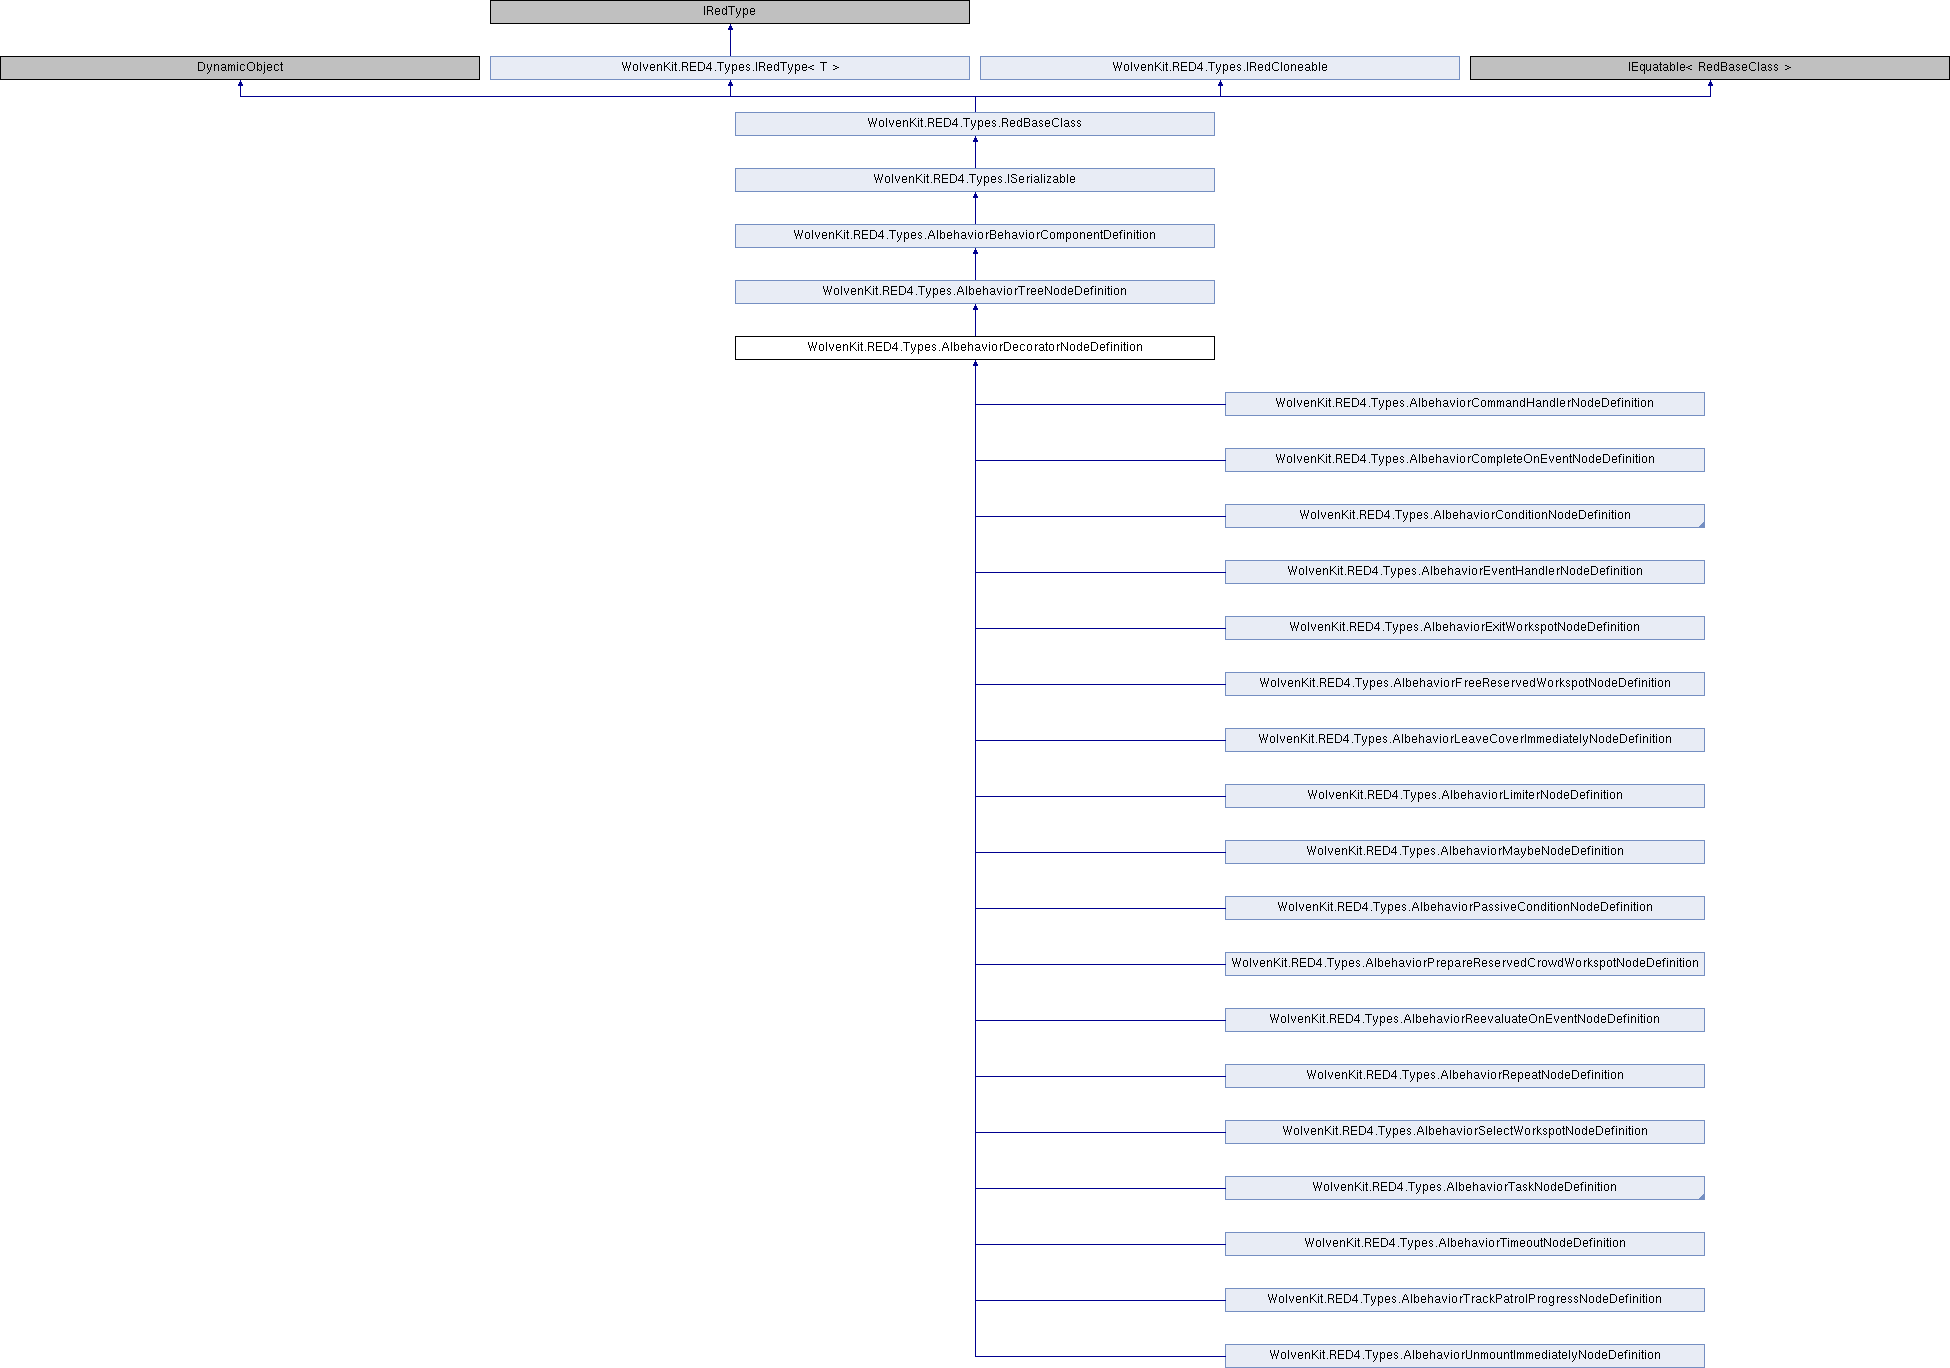 IRedType
DynamicObject
WolvenKit.RED4.Types.IRedType< T >
WolvenKit.RED4.Types.IRedCloneable
IEquatable< RedBaseClass >
WolvenKit.RED4.Types.RedBaseClass
WolvenKit.RED4.Types.ISerializable
WolvenKit.RED4.Types.AIbehaviorBehaviorComponentDefinition
WolvenKit.RED4.Types.AIbehaviorTreeNodeDefinition
WolvenKit.RED4.Types.AIbehaviorDecoratorNodeDefinition
WolvenKit.RED4.Types.AIbehaviorCommandHandlerNodeDefinition
WolvenKit.RED4.Types.AIbehaviorCompleteOnEventNodeDefinition
WolvenKit.RED4.Types.AIbehaviorConditionNodeDefinition
WolvenKit.RED4.Types.AIbehaviorEventHandlerNodeDefinition
WolvenKit.RED4.Types.AIbehaviorExitWorkspotNodeDefinition
WolvenKit.RED4.Types.AIbehaviorFreeReservedWorkspotNodeDefinition
WolvenKit.RED4.Types.AIbehaviorLeaveCoverImmediatelyNodeDefinition
WolvenKit.RED4.Types.AIbehaviorLimiterNodeDefinition
WolvenKit.RED4.Types.AIbehaviorMaybeNodeDefinition
WolvenKit.RED4.Types.AIbehaviorPassiveConditionNodeDefinition
WolvenKit.RED4.Types.AIbehaviorPrepareReservedCrowdWorkspotNodeDefinition
WolvenKit.RED4.Types.AIbehaviorReevaluateOnEventNodeDefinition
WolvenKit.RED4.Types.AIbehaviorRepeatNodeDefinition
WolvenKit.RED4.Types.AIbehaviorSelectWorkspotNodeDefinition
WolvenKit.RED4.Types.AIbehaviorTaskNodeDefinition
WolvenKit.RED4.Types.AIbehaviorTimeoutNodeDefinition
WolvenKit.RED4.Types.AIbehaviorTrackPatrolProgressNodeDefinition
WolvenKit.RED4.Types.AIbehaviorUnmountImmediatelyNodeDefinition